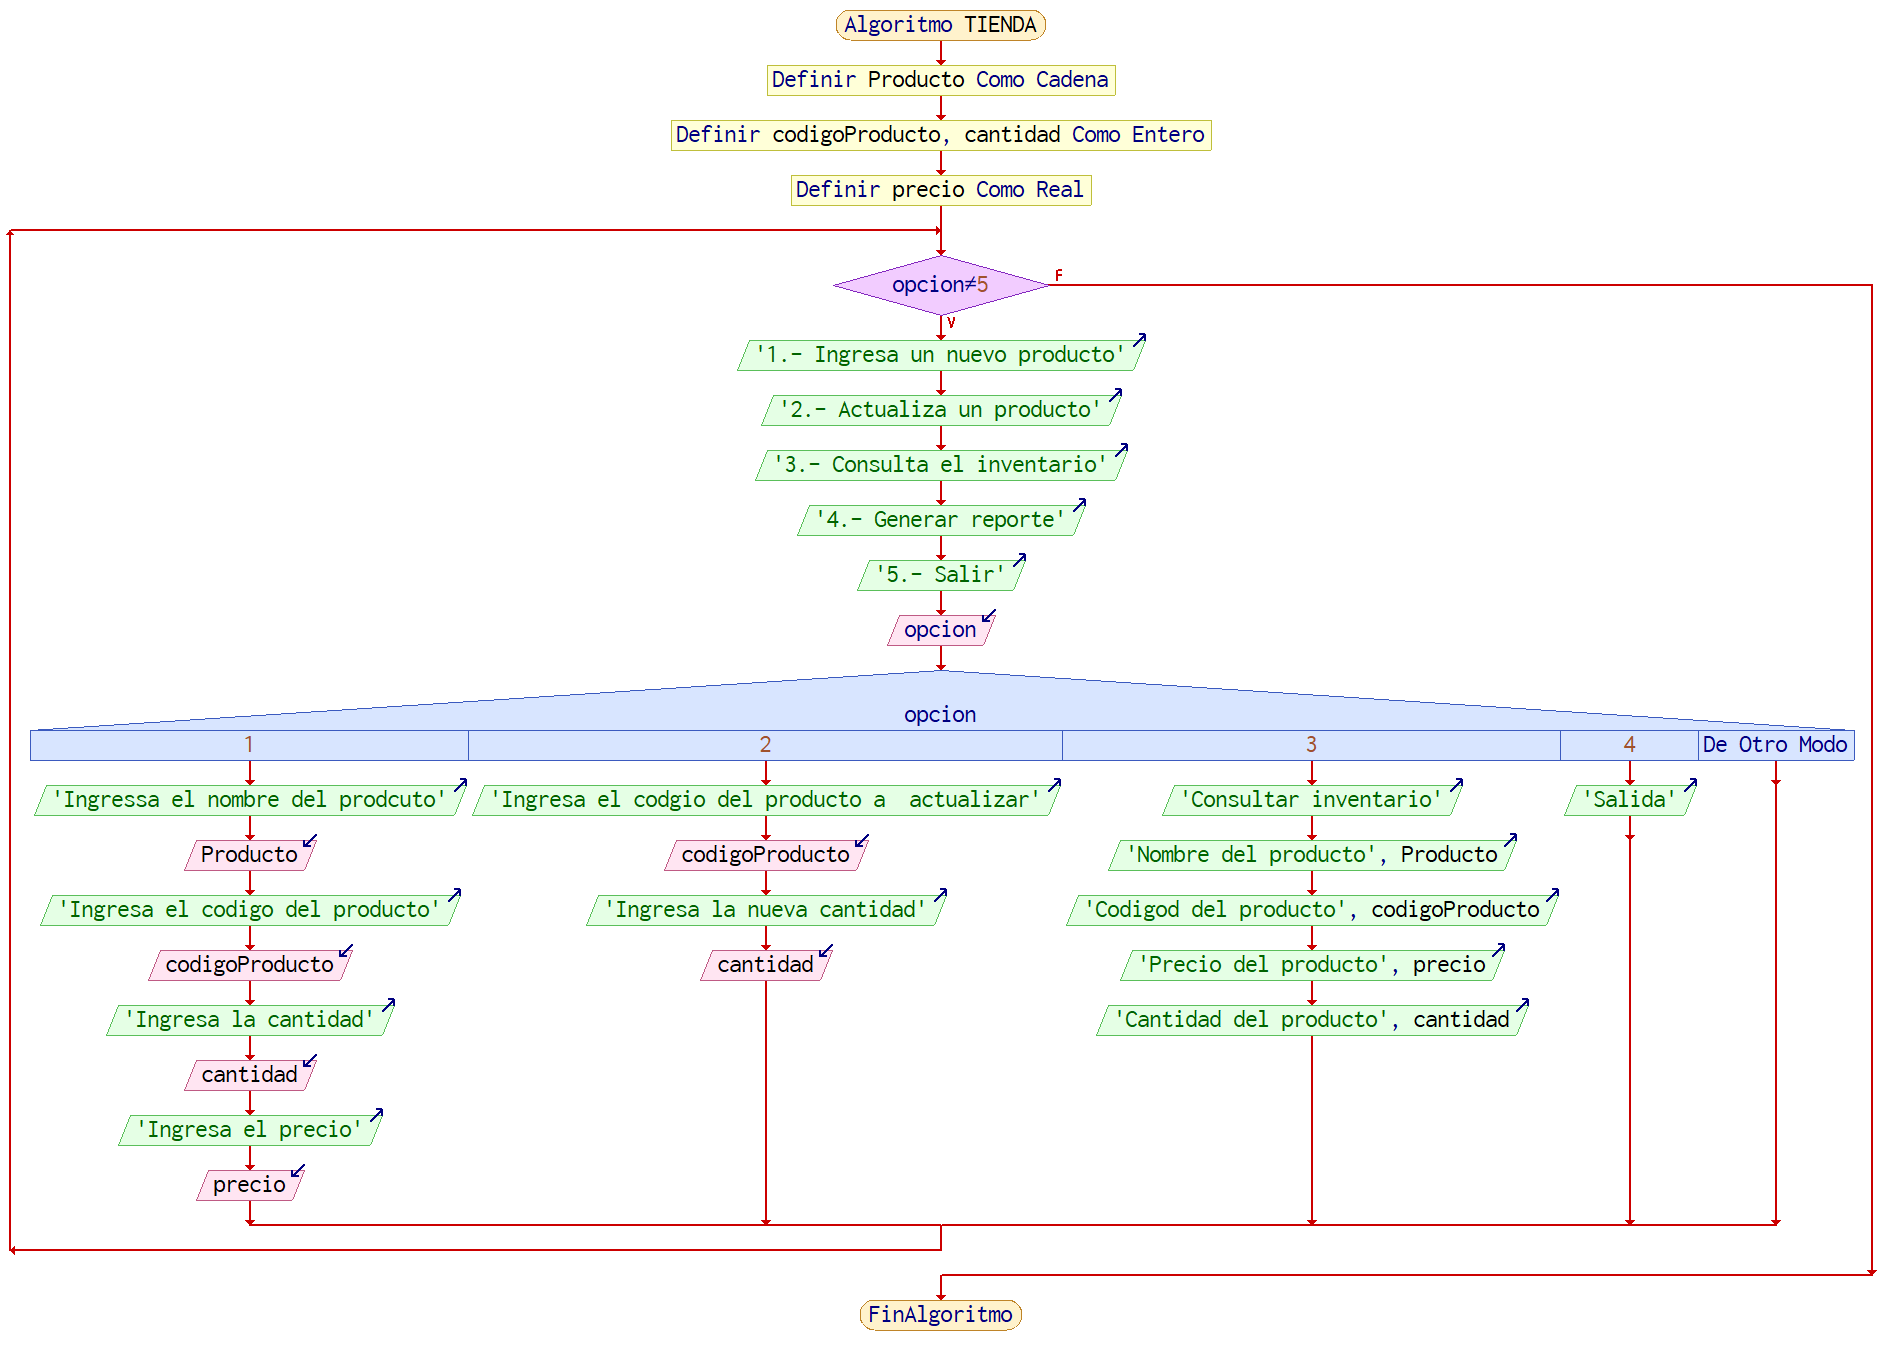 Algoritmo TIENDA
Definir Producto Como Cadena
Definir codigoProducto, cantidad Como Entero
Definir precio Como Real
opcion≠5
F
V
'1.- Ingresa un nuevo producto'
'2.- Actualiza un producto'
'3.- Consulta el inventario'
'4.- Generar reporte'
'5.- Salir'
opcion
opcion
1
2
3
4
De Otro Modo
'Ingressa el nombre del prodcuto'
Producto
'Ingresa el codigo del producto'
codigoProducto
'Ingresa la cantidad'
cantidad
'Ingresa el precio'
precio
'Ingresa el codgio del producto a  actualizar'
codigoProducto
'Ingresa la nueva cantidad'
cantidad
'Consultar inventario'
'Nombre del producto', Producto
'Codigod del producto', codigoProducto
'Precio del producto', precio
'Cantidad del producto', cantidad
'Salida'
FinAlgoritmo